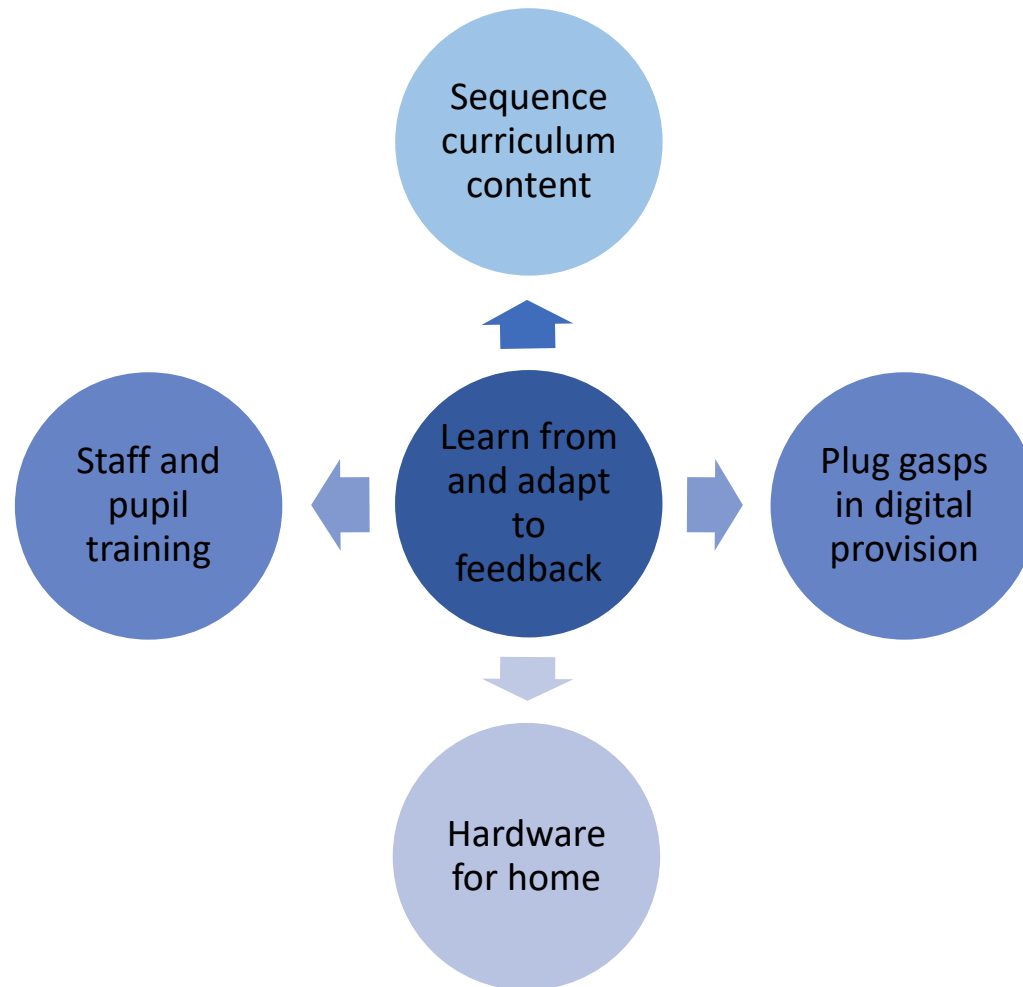 Sequence
curriculum
content
Staff and
pupil
training
Learn from
and adapt
to
feedback
Plug gasps
in digital
provision
Hardware
for home